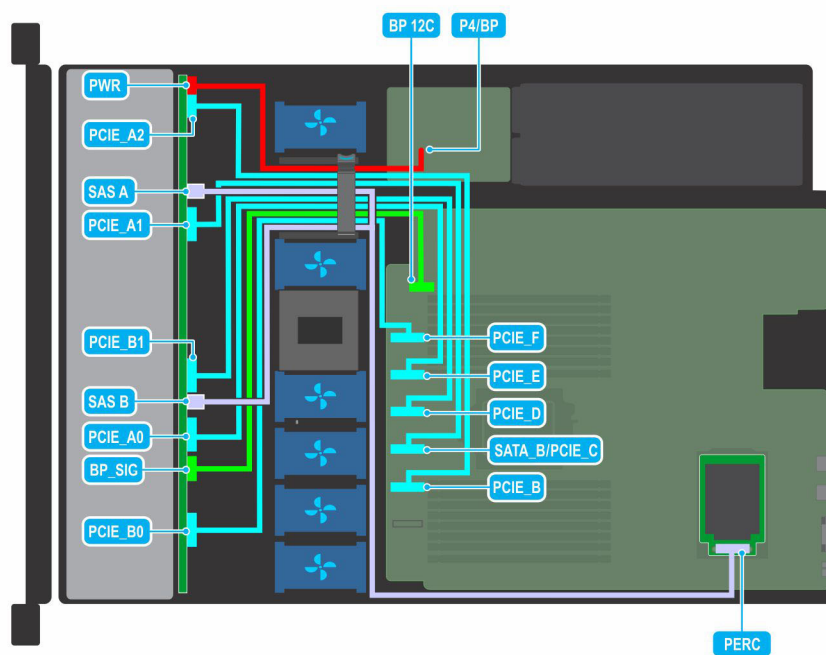 BP 12C
P4/BP
PWR
PCIE_A2
SAS A
PCIE_A1
PCIE_B1
SAS B
PCIE_A0
BP_SIG
PCIE_B0
PCIE_F
PCIE_E
PCIE_D
SATA_B/PCIE_C
PCIE_B
PERC